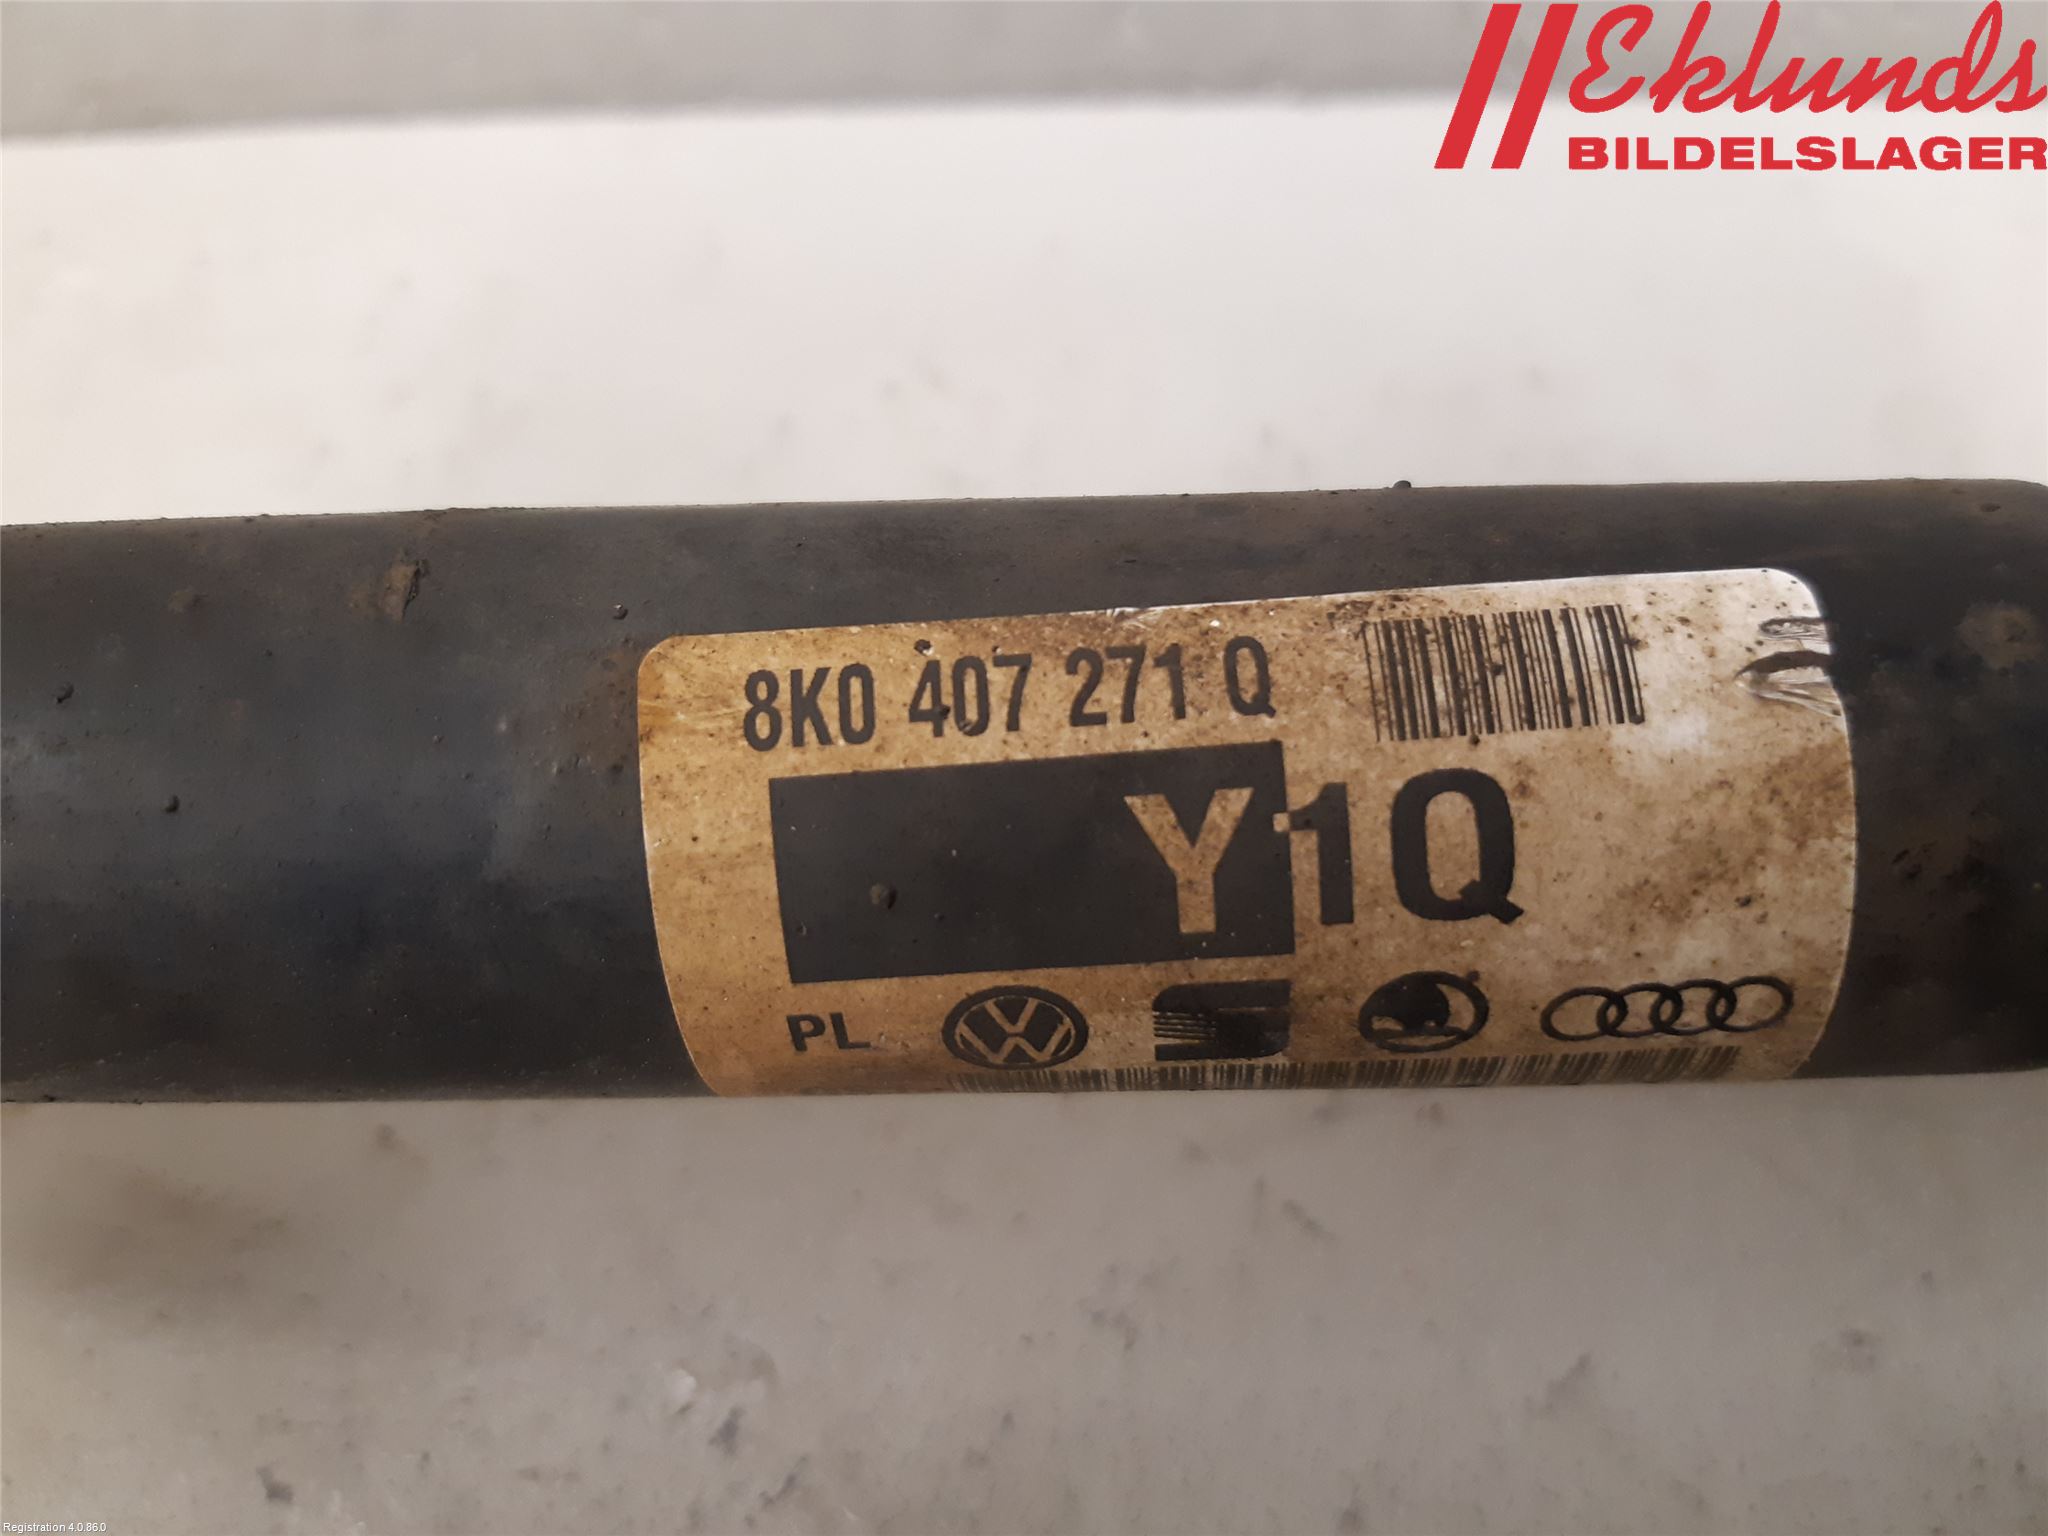 Eklunds
BILDELSLAGER
8K0 407 271 Q
Y1Q
PL
Registration 4.0.86.0